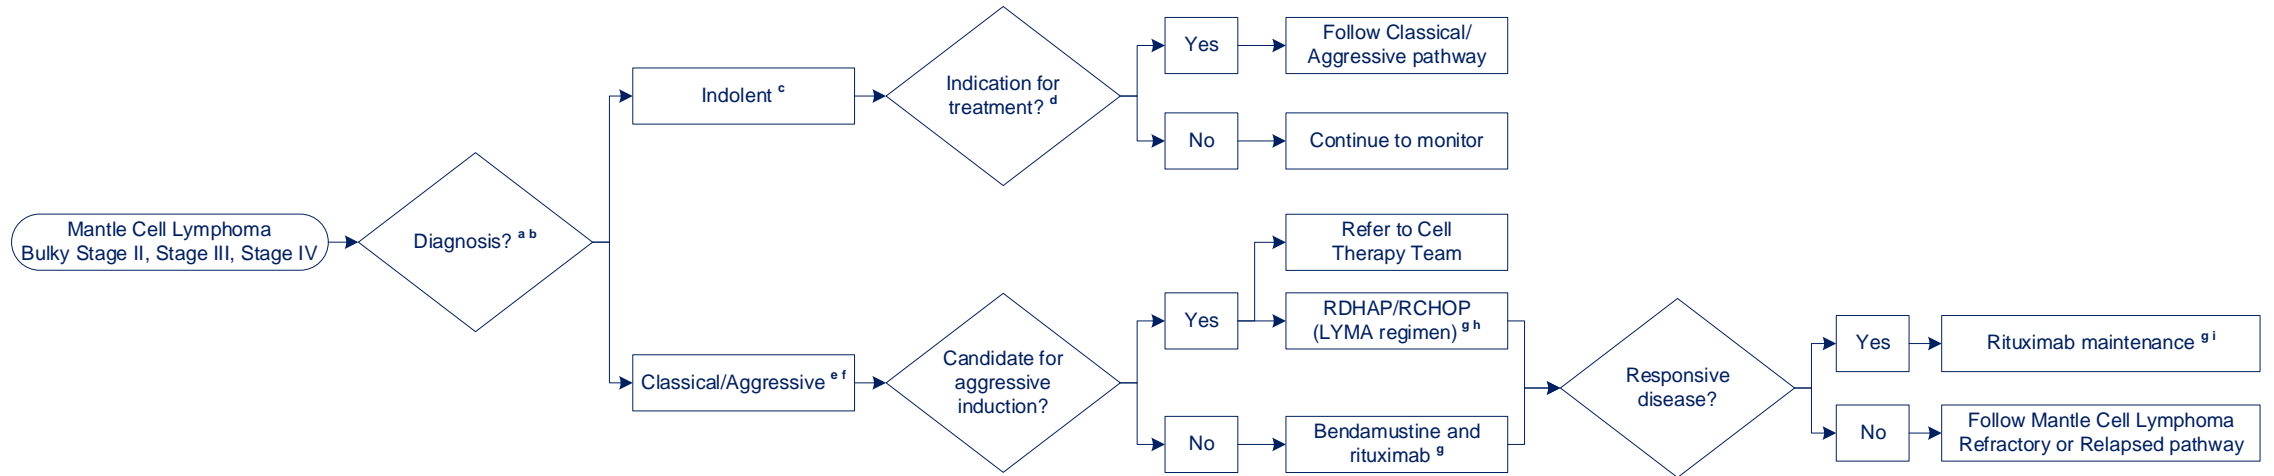 Mantle Cell Lymphoma
Bulky Stage II, Stage III, Stage IV
Diagnosis? a b
Indolent c
Indication for
treatment? d
Yes
Follow Classical/
Aggressive pathway
No
Continue to monitor
Classical/Aggressive e f
Candidate for
aggressive
induction?
Yes
Refer to Cell
Therapy Team
RDHAP/RCHOP
(LYMA regimen) g h
No
Bendamustine and
rituximab g
Responsive
disease?
Yes
Rituximab maintenance g i
No
Follow Mantle Cell Lymphoma
Refractory or Relapsed pathway